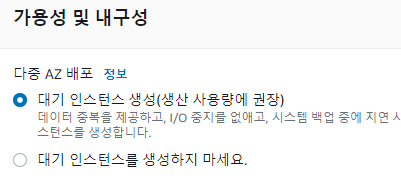 가용성 및 내구성
다중 AZ 배포 정보
대기 인스턴스 생성(생산 사용량에 권장)
데이터 중복을 제공하고, I/O 중지를 없애고, 시스템 백업 중에 지연 시
스턴스를 생성합니다.
대기 인스턴스를 생성하지 마세요.